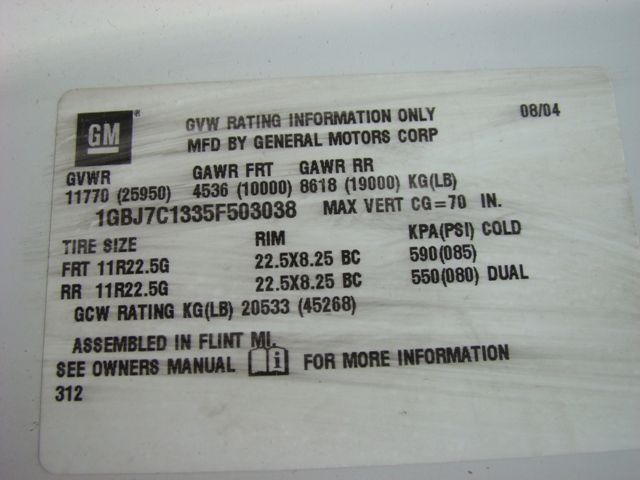 GM® GVW RATING INFORMATION ONLY 08/04
MFD BY GENERAL MOTORS CORP
GVWR GAWR FRT GAWR RR
11770 (25950) 4536 (10000) 8618 (19000) KG(LB)
1GBJ7C1335F503038 MAX VERT CG=70 IN.
TIRE SIZE RIM KPA(PSI) COLD
FRT 11R22.5G 22.5X8.25 BC 590(085)
RR 11R22.5G 22.5X8.25 BC 550(080) DUAL
GCW RATING KG(LB) 20533 (45268)
ASSEMBLED IN FLINT MI.
SEE OWNERS MANUAL i FOR MORE INFORMATION
312